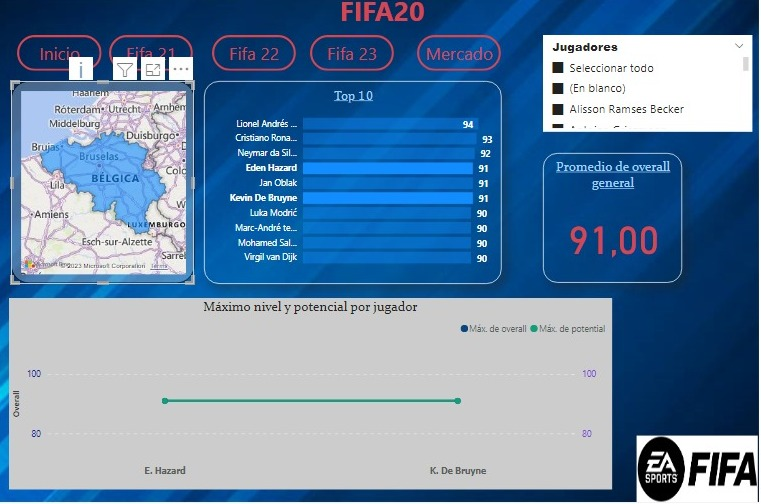 FIFA20
Inicio
Fifa 21
Fifa 22
Fifa 23
Mercado
Jugadores
Seleccionar todo
(En blanco)
Alisson Ramses Becker
Haarlem
Róterdam Utrecht Arnhem
Middelburg
Duisburgo
Brujas
Bruselas
Colo
BÉLGICA
Lila
Amiens
LUXEMBURGO
Esch-sur-Alzette
Sarrel
©2023 Microsoft Corporation Terms
Top 10
Lionel Andrés ... 94
Cristiano Rona... 93
Neymar da Sil... 92
Eden Hazard 91
Jan Oblak 91
Kevin De Bruyne 91
Luka Modrić 90
Marc-André te... 90
Mohamed Sal... 90
Virgil van Dijk 90
Promedio de overall
general
91,00
Máximo nivel y potencial por jugador
Máx. de overall Máx. de potential
100 100
Overall
80 80
E. Hazard K. De Bruyne
EA
SPORTS
FIFA